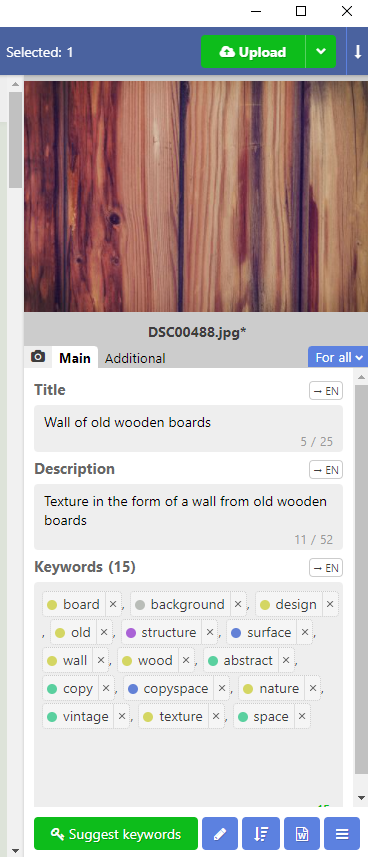 Selected: 1
Upload
DSC00488.jpg*
Main Additional For all
Title → EN
Wall of old wooden boards
5 / 25
Description → EN
Texture in the form of a wall from old wooden
boards
11 / 52
Keywords (15) → EN
board ×, background ×, design ×
, old ×, structure ×, surface ×,
wall ×, wood ×, abstract ×,
copy ×, copyspace ×, nature ×,
vintage ×, texture ×, space ×
15
Suggest keywords